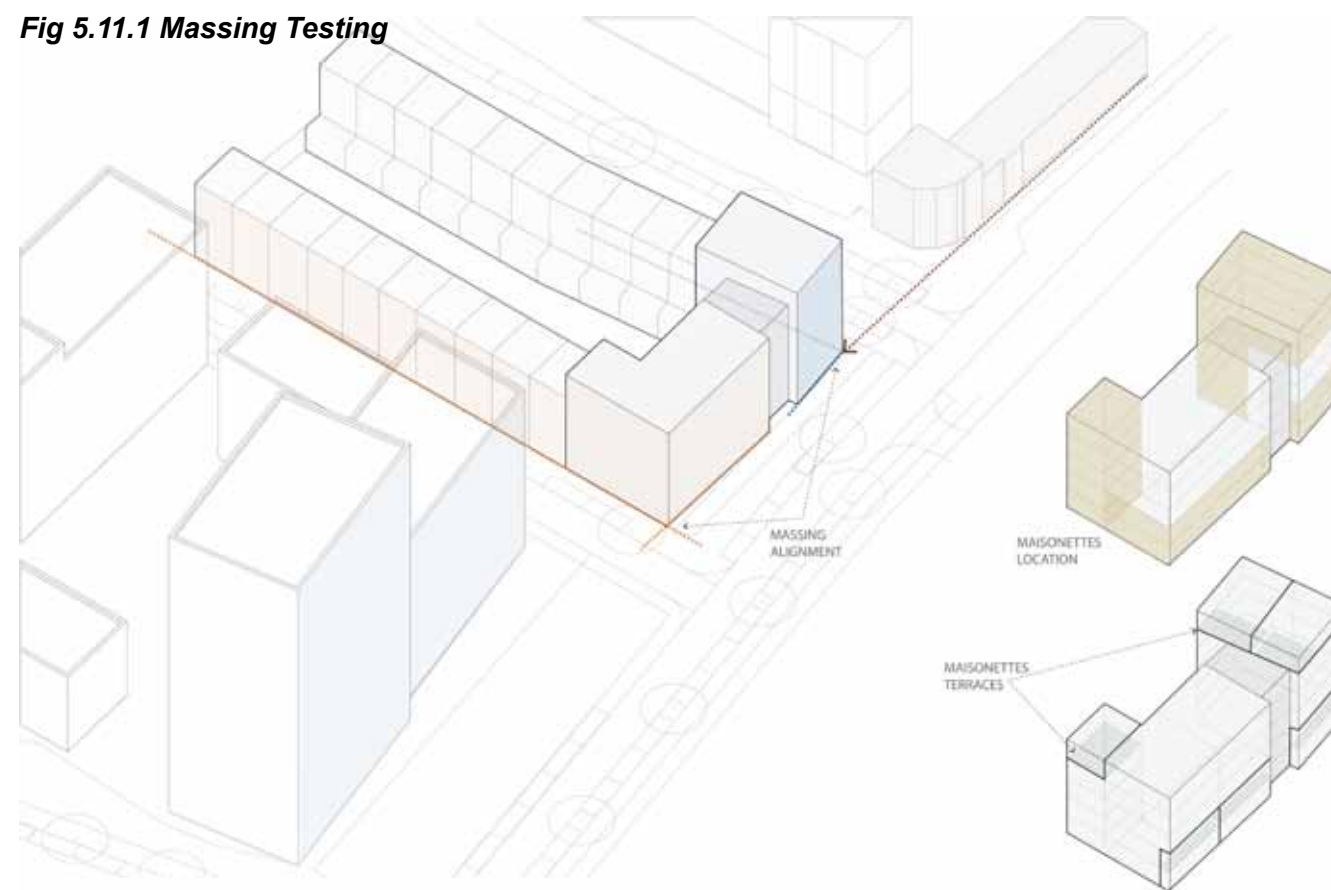 Fig 5.11.1 Massing Testing
MASSING
ALIGNMENT
MAISONETTES
LOCATION
MAISONETTES
TERRACES